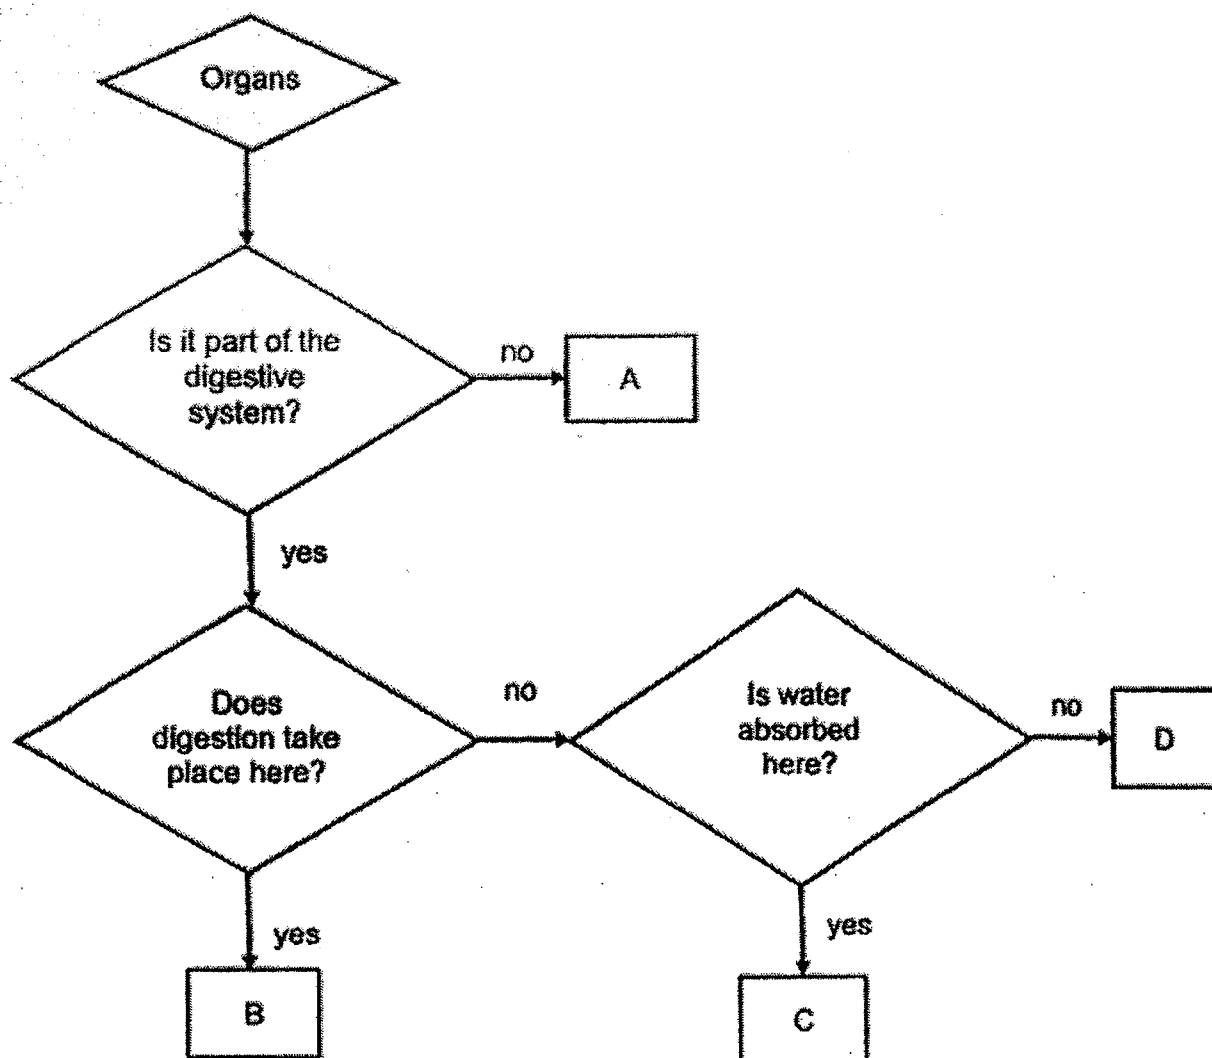 Organs
Is it part of the
digestive
system?
no
A
yes
Does
digestion take
place here?
no
Is water
absorbed
here?
no
D
yes
B
yes
C